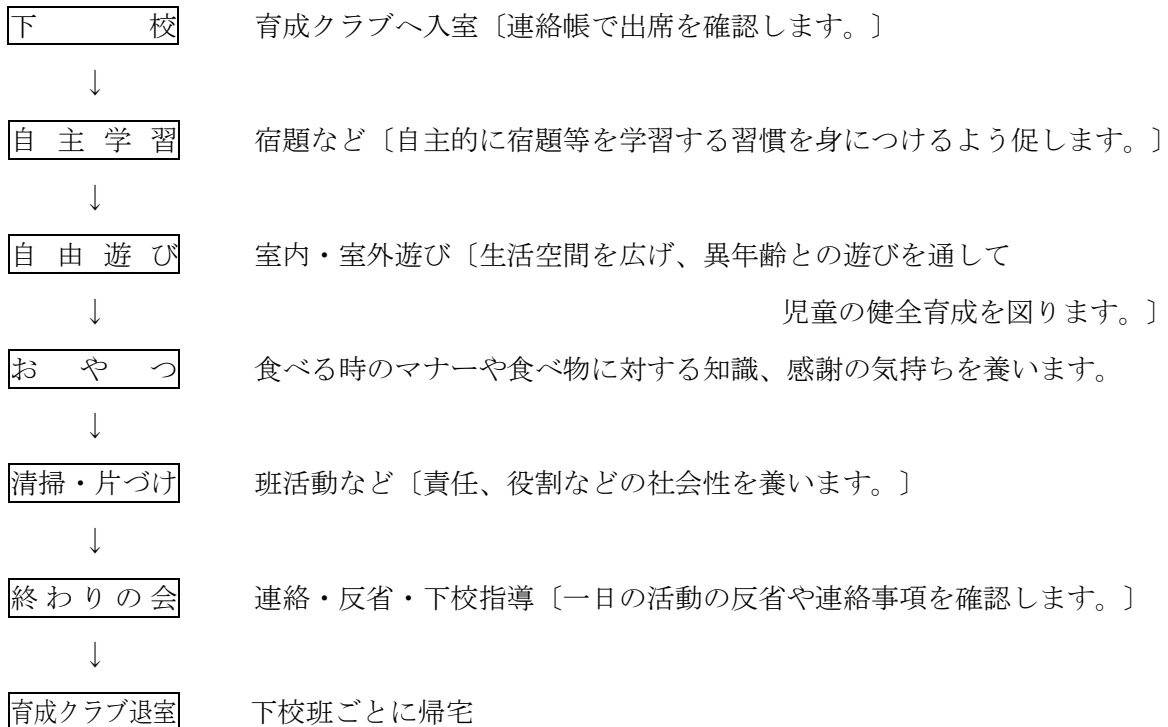 下校 育成クラブへ入室〔連絡帳で出席を確認します。〕
↓
自主学習 宿題など〔自主的に宿題等を学習する習慣を身につけるよう促します。〕
↓
自由遊び 室内・室外遊び〔生活空間を広げ、異年齢との遊びを通して
↓ 児童の健全育成を図ります。〕
おやつ 食べる時のマナーや食べ物に対する知識、感謝の気持ちを養います。
↓
清掃・片づけ 班活動など〔責任、役割などの社会性を養います。〕
↓
終わりの会 連絡・反省・下校指導〔一日の活動の反省や連絡事項を確認します。〕
↓
育成クラブ退室 下校班ごとに帰宅